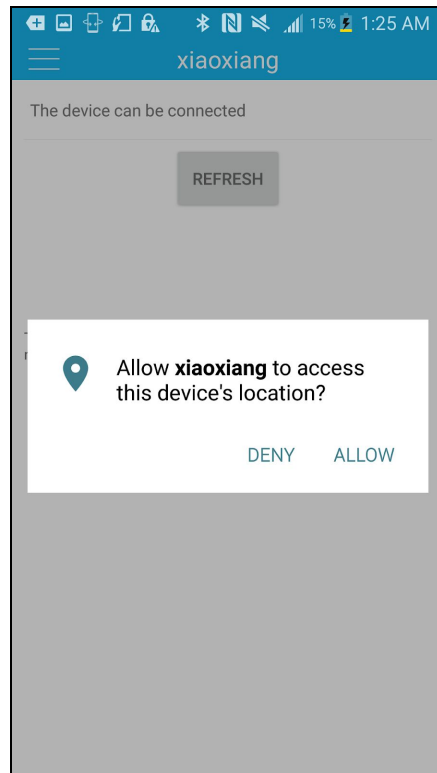 15% 1:25 AM
xiaoxiang
The device can be connected
REFRESH
Allow xiaoxiang to access
this device's location?
DENY ALLOW